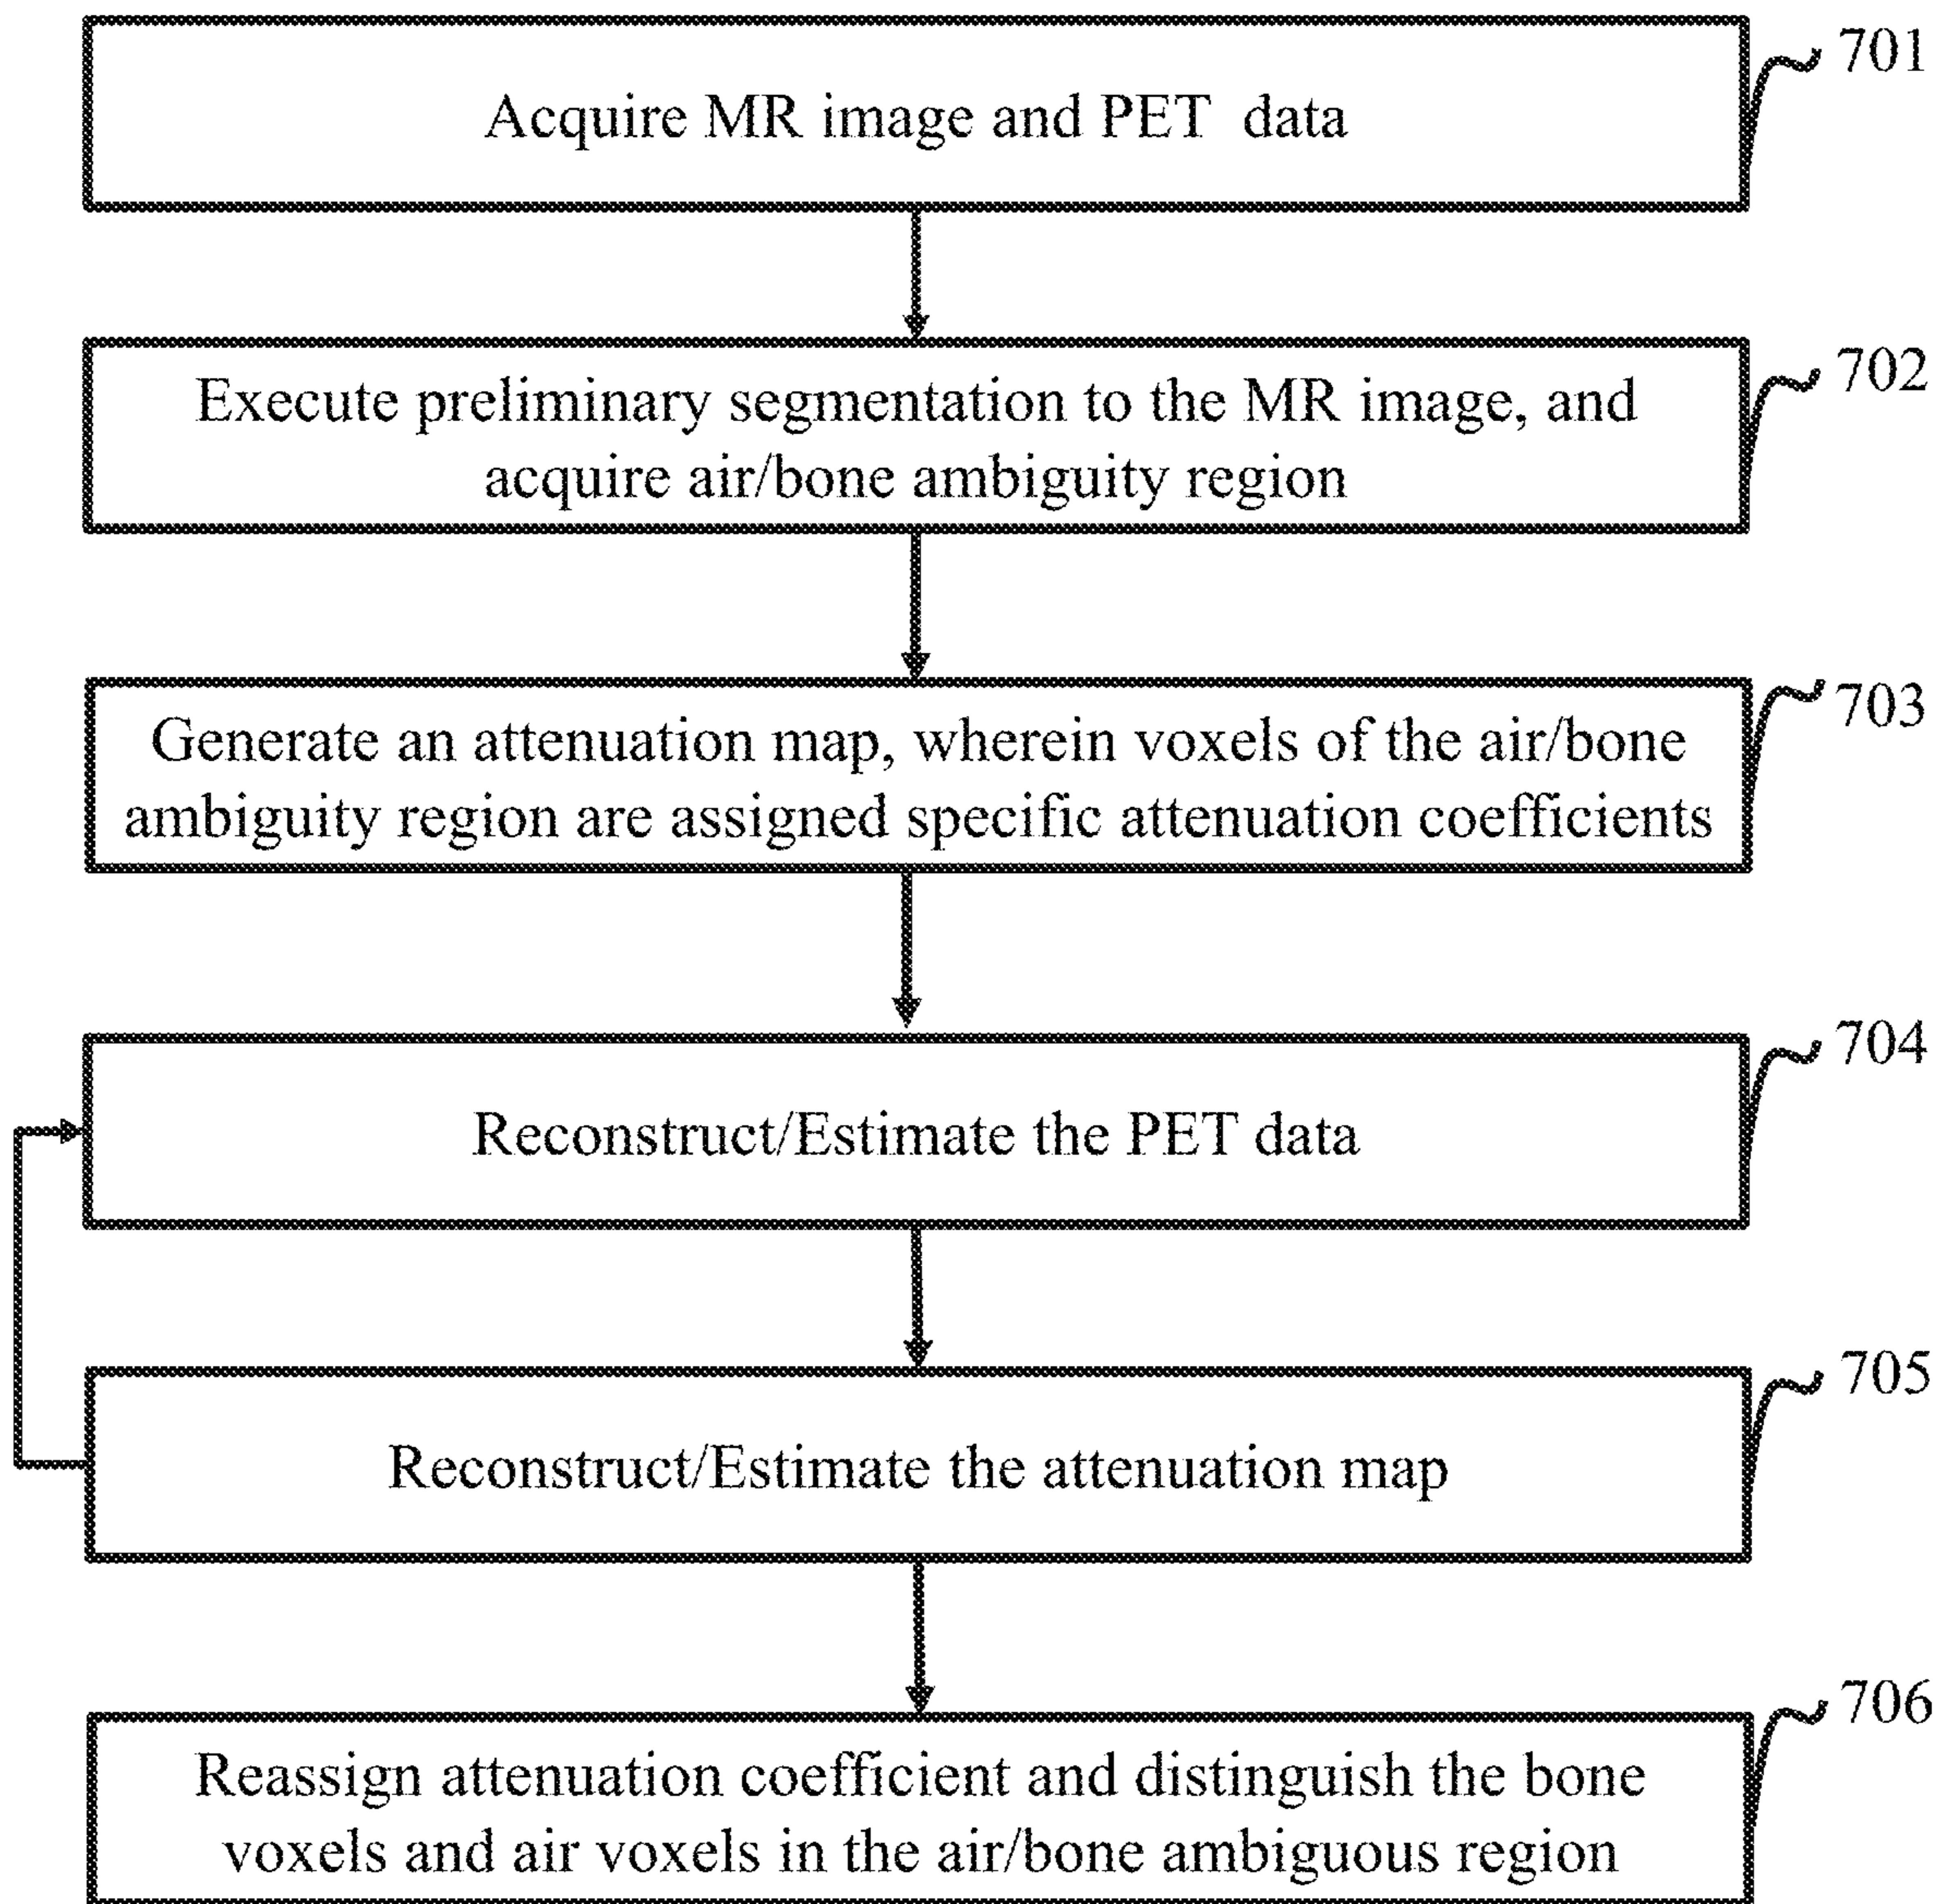 701
Acquire MR image and PET data
702
Execute preliminary segmentation to the MR image, and
acquire air/bone ambiguity region
703
Generate an attenuation map, wherein voxels of the air/bone
ambiguity region are assigned specific attenuation coefficients
704
Reconstruct/Estimate the PET data
705
Reconstruct/Estimate the attenuation map
706
Reassign attenuation coefficient and distinguish the bone
voxels and air voxels in the air/bone ambiguous region